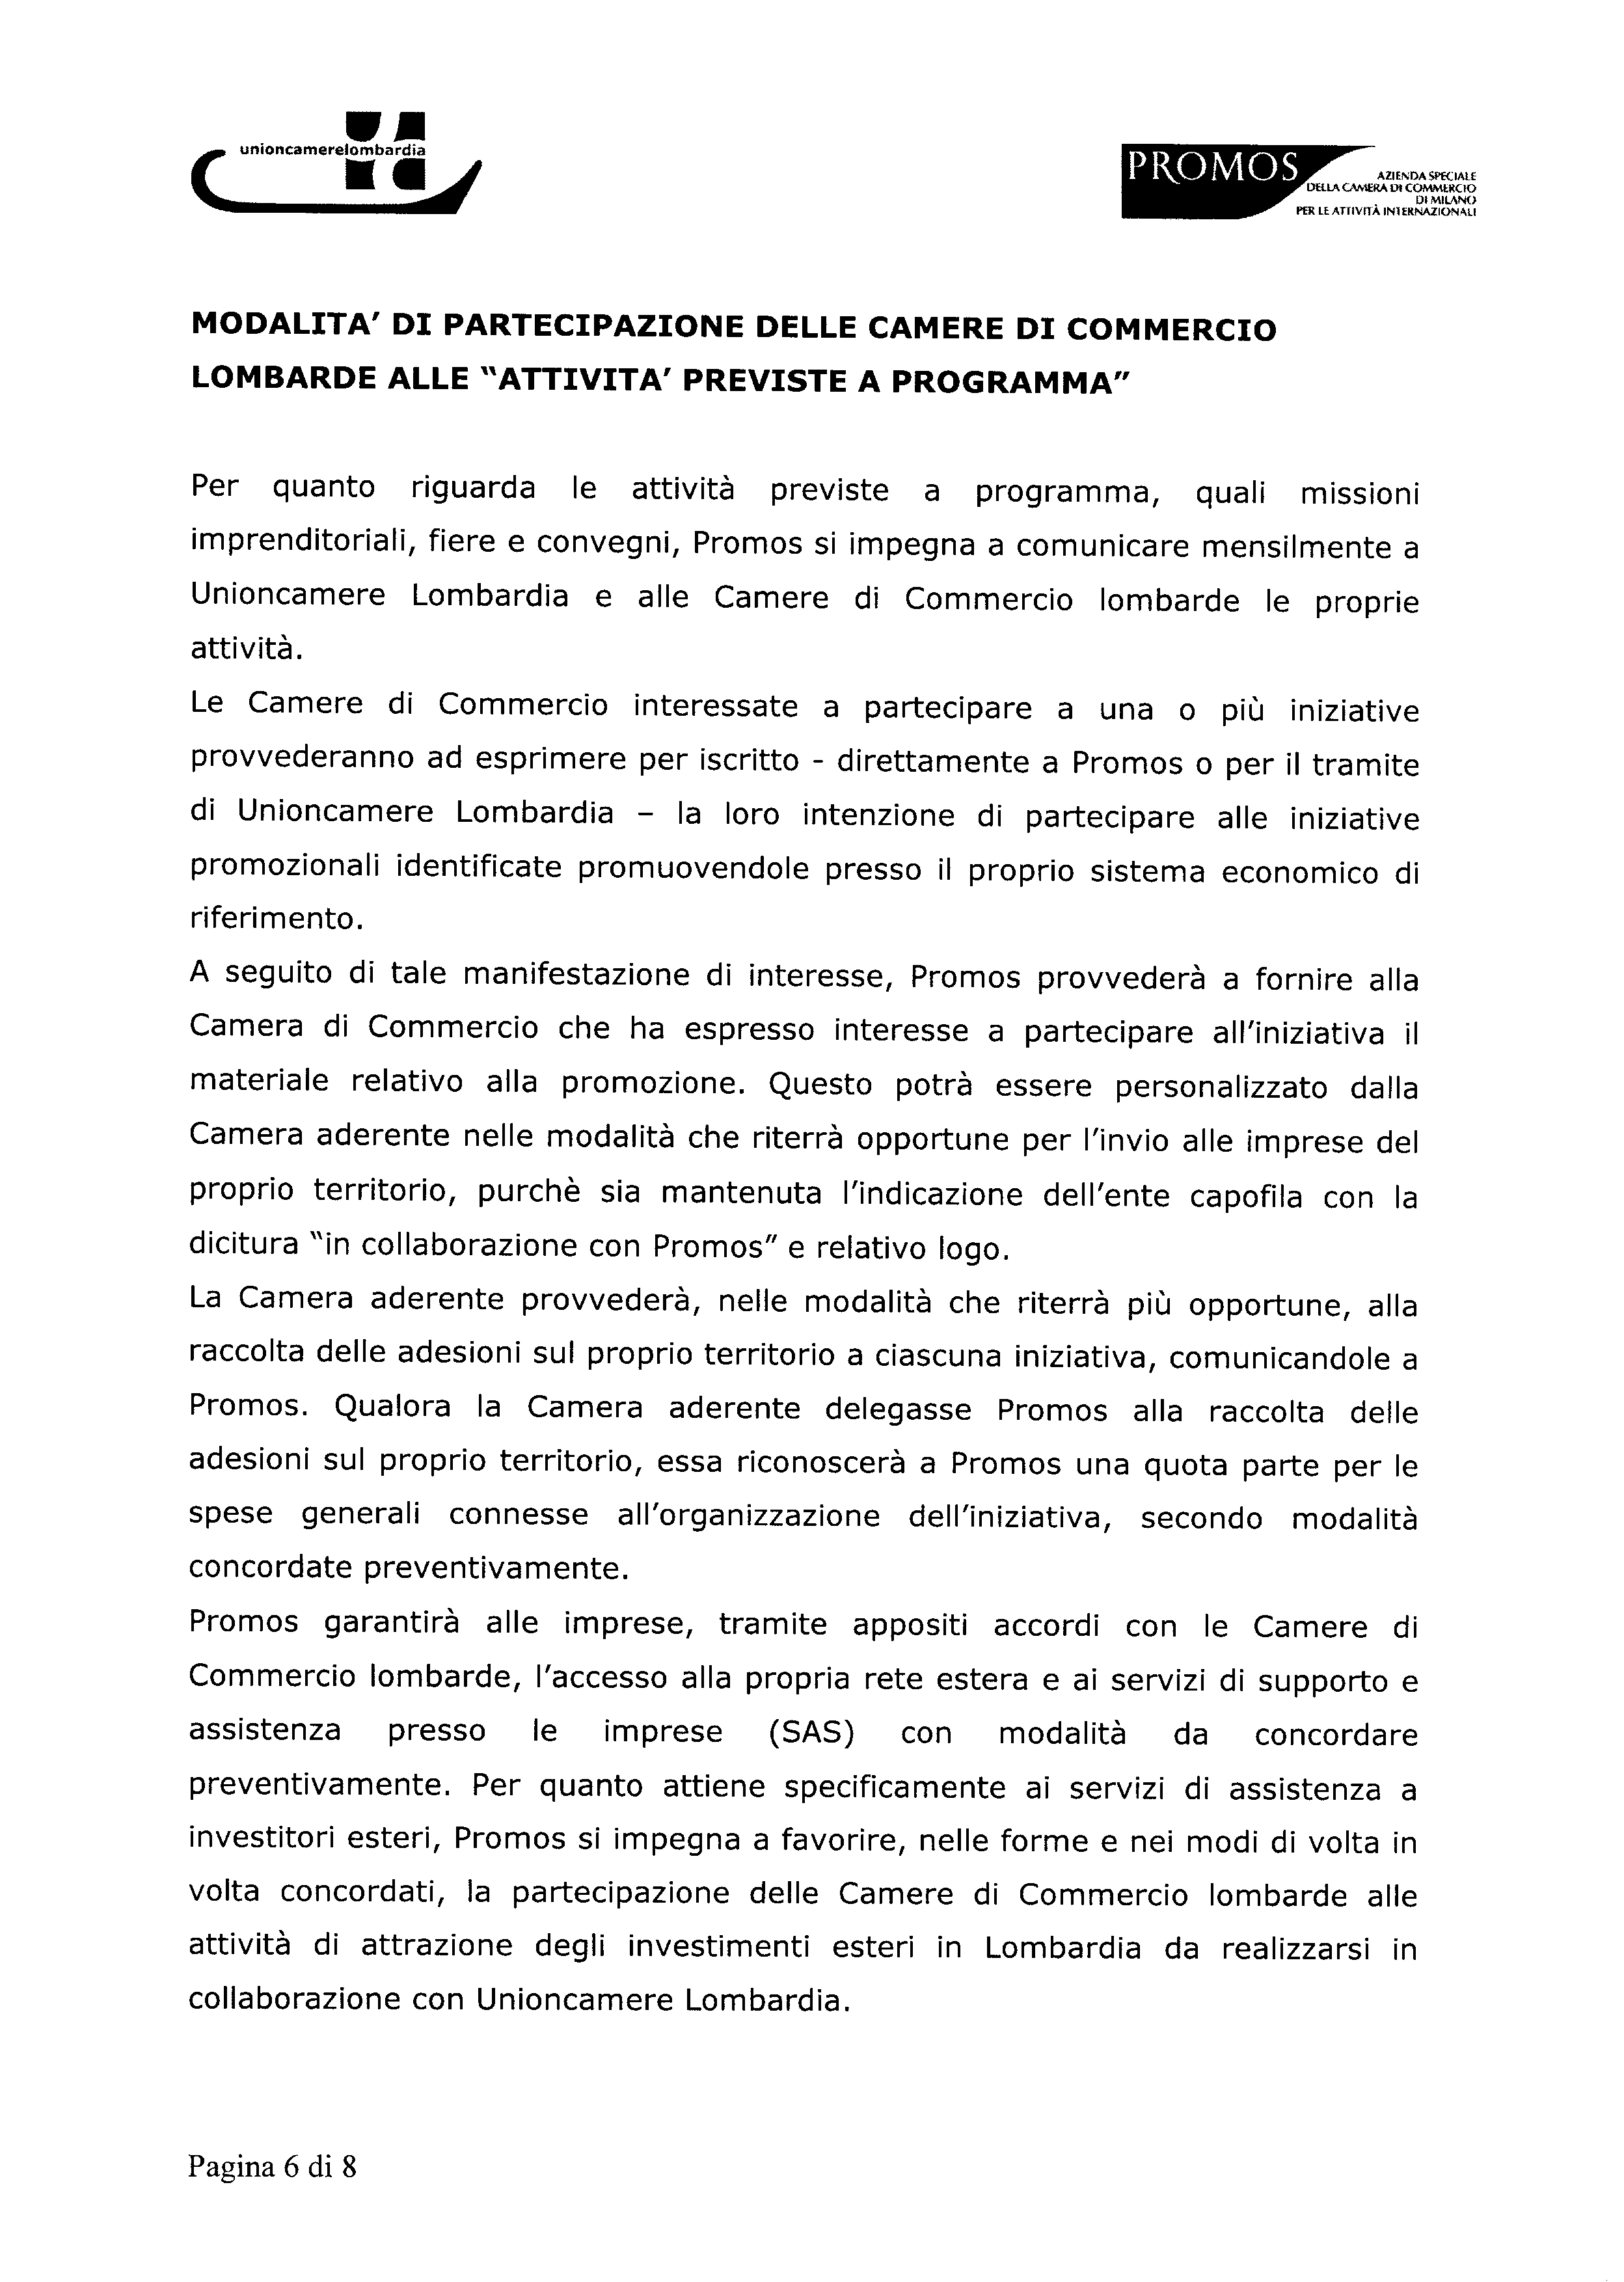 unioncamerelombardia
PROMOS
AZIENDA SPECIALE
DELLA CAMERA DI COMMERCIO
DI MILANO
PER LE ATTIVITÀ INTERNAZIONALI
MODALITA' DI PARTECIPAZIONE DELLE CAMERE DI COMMERCIO
LOMBARDE ALLE "ATTIVITA' PREVISTE A PROGRAMMA"
Per quanto riguarda le attività previste a programma, quali missioni
imprenditoriali, fiere e convegni, Promos si impegna a comunicare mensilmente a
Unioncamere Lombardia e alle Camere di Commercio lombarde le proprie
attività.
Le Camere di Commercio interessate a partecipare a una o più iniziative
provvederanno ad esprimere per iscritto - direttamente a Promos o per il tramite
di Unioncamere Lombardia – la loro intenzione di partecipare alle iniziative
promozionali identificate promuovendole presso il proprio sistema economico di
riferimento.
A seguito di tale manifestazione di interesse, Promos provvederà a fornire alla
Camera di Commercio che ha espresso interesse a partecipare all'iniziativa il
materiale relativo alla promozione. Questo potrà essere personalizzato dalla
Camera aderente nelle modalità che riterrà opportune per l'invio alle imprese del
proprio territorio, purchè sia mantenuta l'indicazione dell'ente capofila con la
dicitura "in collaborazione con Promos" e relativo logo.
La Camera aderente provvederà, nelle modalità che riterrà più opportune, alla
raccolta delle adesioni sul proprio territorio a ciascuna iniziativa, comunicandole a
Promos. Qualora la Camera aderente delegasse Promos alla raccolta delle
adesioni sul proprio territorio, essa riconoscerà a Promos una quota parte per le
spese generali connesse all'organizzazione dell'iniziativa, secondo modalità
concordate preventivamente.
Promos garantirà alle imprese, tramite appositi accordi con le Camere di
Commercio lombarde, l'accesso alla propria rete estera e ai servizi di supporto e
assistenza presso le imprese (SAS) con modalità da concordare
preventivamente. Per quanto attiene specificamente ai servizi di assistenza a
investitori esteri, Promos si impegna a favorire, nelle forme e nei modi di volta in
volta concordati, la partecipazione delle Camere di Commercio lombarde alle
attività di attrazione degli investimenti esteri in Lombardia da realizzarsi in
collaborazione con Unioncamere Lombardia.
Pagina 6 di 8